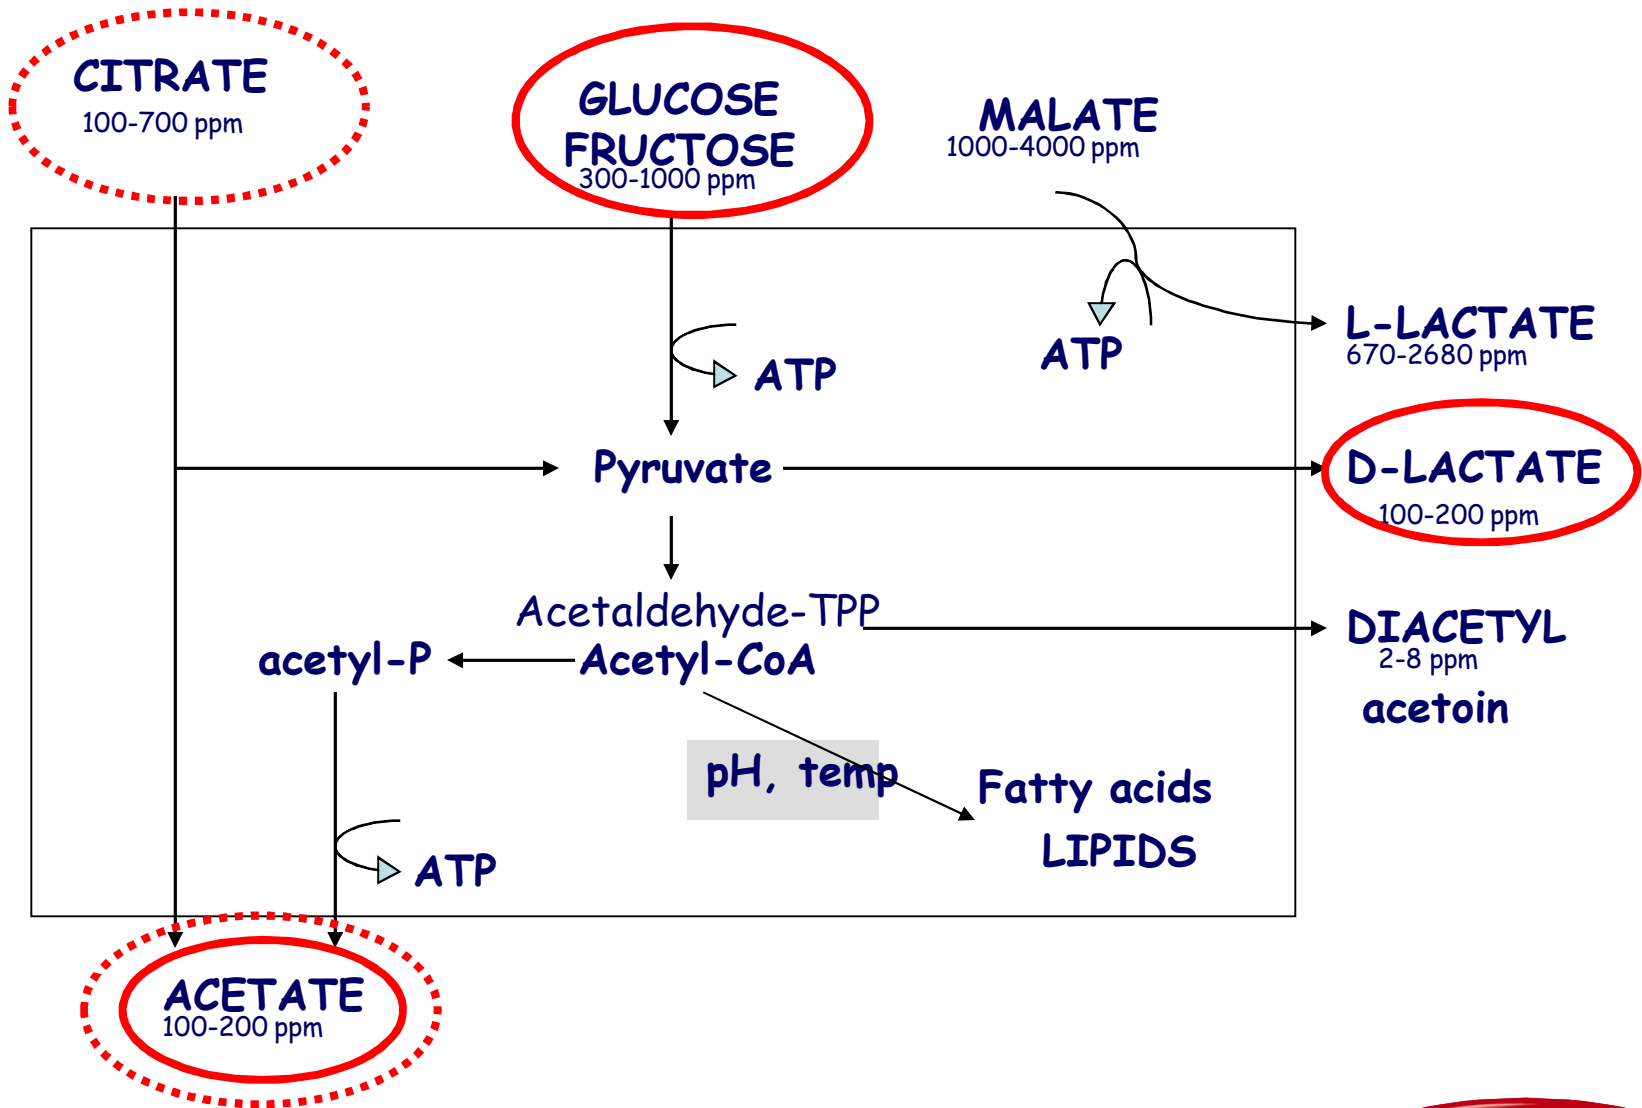 CITRATE
100-700 ppm
GLUCOSE
FRUCTOSE
300-1000 ppm
MALATE
1000-4000 ppm
L-LACTATE
670-2680 ppm
ATP
ATP
Pyruvate
D-LACTATE
100-200 ppm
Acetaldehyde-TPP
acetyl-P
Acetyl-CoA
DIACETYL
2-8 ppm
acetoin
pH, temp
Fatty acids
LIPIDS
ATP
ACETATE
100-200 ppm